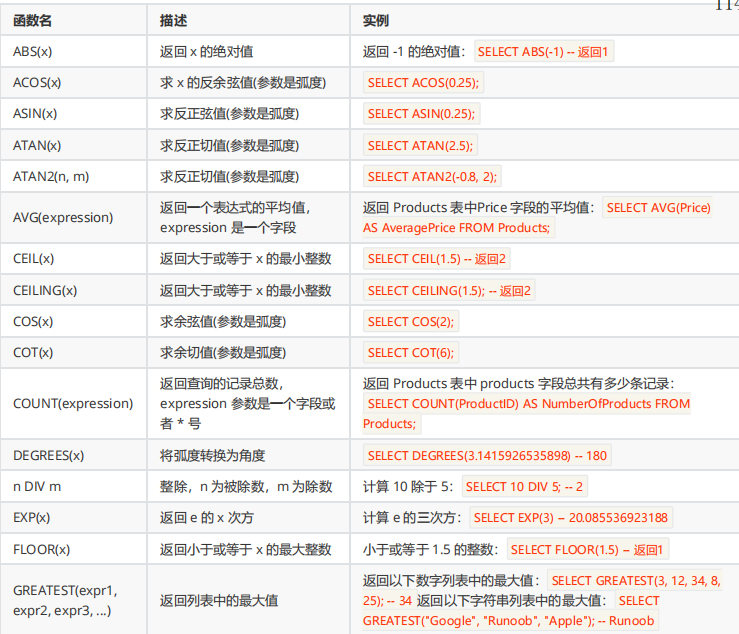 114
函数名 描述 实例
ABS(x) 返回 x 的绝对值 返回 -1 的绝对值： SELECT ABS(-1) -- 返回1
ACOS(x) 求 x 的反余弦值(参数是弧度) SELECT ACOS(0.25);
ASIN(x) 求反正弦值(参数是弧度) SELECT ASIN(0.25);
ATAN(x) 求反正切值(参数是弧度) SELECT ATAN(2.5);
ATAN2(n, m) 求反正切值(参数是弧度) SELECT ATAN2(-0.8, 2);
AVG(expression)
返回一个表达式的平均值，
expression 是一个字段
返回 Products 表中Price 字段的平均值： SELECT AVG(Price)
AS AveragePrice FROM Products;
CEIL(x) 返回大于或等于 x 的最小整数 SELECT CEIL(1.5) -- 返回2
CEILING(x) 返回大于或等于 x 的最小整数 SELECT CEILING(1.5); -- 返回2
COS(x) 求余弦值(参数是弧度) SELECT COS(2);
COT(x) 求余切值(参数是弧度) SELECT COT(6);
COUNT(expression)
返回查询的记录总数，
expression 参数是一个字段或
者 * 号
返回 Products 表中 products 字段总共有多少条记录：
SELECT COUNT(ProductID) AS NumberOfProducts FROM
Products;
DEGREES(x) 将弧度转换为角度 SELECT DEGREES(3.1415926535898) -- 180
n DIV m 整除，n 为被除数，m 为除数 计算 10 除于 5： SELECT 10 DIV 5; -- 2
EXP(x) 返回 e 的 x 次方 计算 e 的三次方： SELECT EXP(3) – 20.085536923188
FLOOR(x) 返回小于或等于 x 的最大整数 小于或等于 1.5 的整数： SELECT FLOOR(1.5) – 返回1
GREATEST(expr1,
expr2, expr3, ...)
返回列表中的最大值
返回以下数字列表中的最大值： SELECT GREATEST(3, 12, 34, 8,
25); -- 34 返回以下字符串列表中的最大值： SELECT
GREATEST("Google", "Runoob", "Apple"); -- Runoob